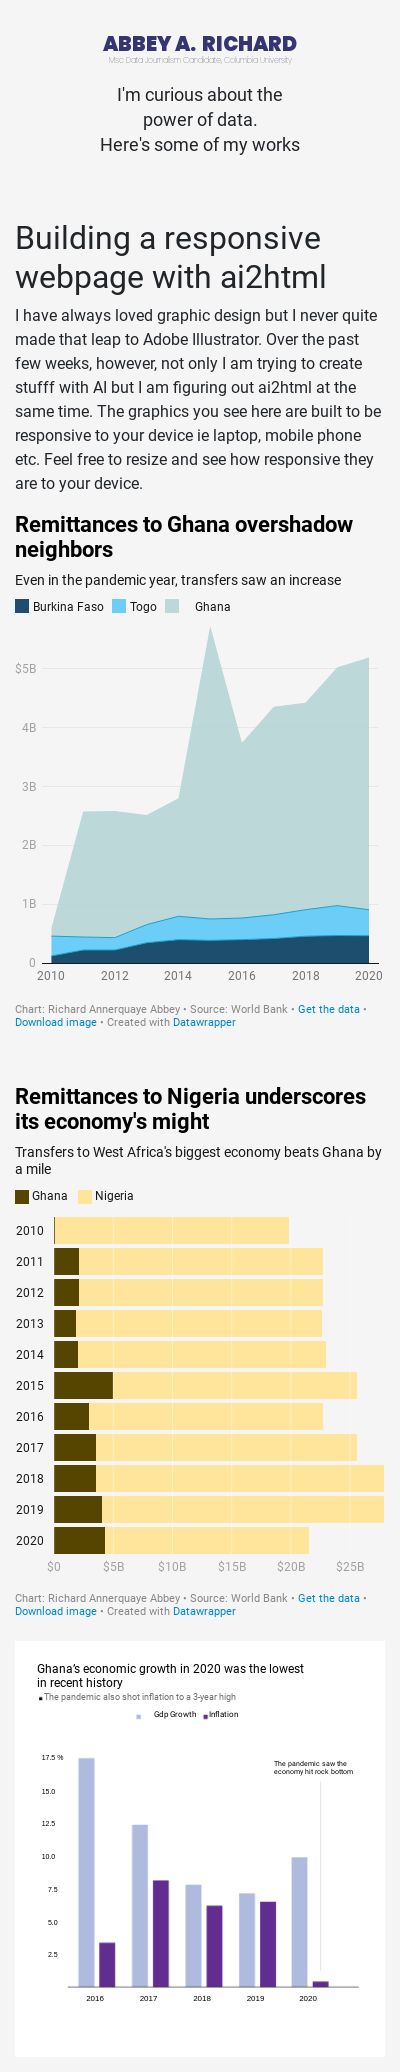 ABBEY A. RICHARD
Msc Data Journalism Candidate, Columbia University
I'm curious about the
power of data.
Here's some of my works
Building a responsive
webpage with ai2html
I have always loved graphic design but I never quite
made that leap to Adobe Illustrator. Over the past
few weeks, however, not only I am trying to create
stufff with AI but I am figuring out ai2html at the
same time. The graphics you see here are built to be
responsive to your device ie laptop, mobile phone
etc. Feel free to resize and see how responsive they
are to your device.
Remittances to Ghana overshadow
neighbors
Even in the pandemic year, transfers saw an increase
Burkina Faso Togo Ghana
$5B
4B
3B
2B
1B
0
2010 2012 2014 2016 2018 2020
Chart: Richard Annerquaye Abbey • Source: World Bank • Get the data •
Download image • Created with Datawrapper
Remittances to Nigeria underscores
its economy's might
Transfers to West Africa's biggest economy beats Ghana by
a mile
Ghana Nigeria
2010
2011
2012
2013
2014
2015
2016
2017
2018
2019
2020
$0 $5B $10B $15B $20B $25B
Chart: Richard Annerquaye Abbey • Source: World Bank • Get the data •
Download image • Created with Datawrapper
Ghana's economic growth in 2020 was the lowest
in recent history
The pandemic also shot inflation to a 3-year high
Gdp Growth Inflation
17.5 %
The pandemic saw the
economy hit rock bottom
15.0
12.5
10.0
7.5
5.0
2.5
2016 2017 2018 2019 2020